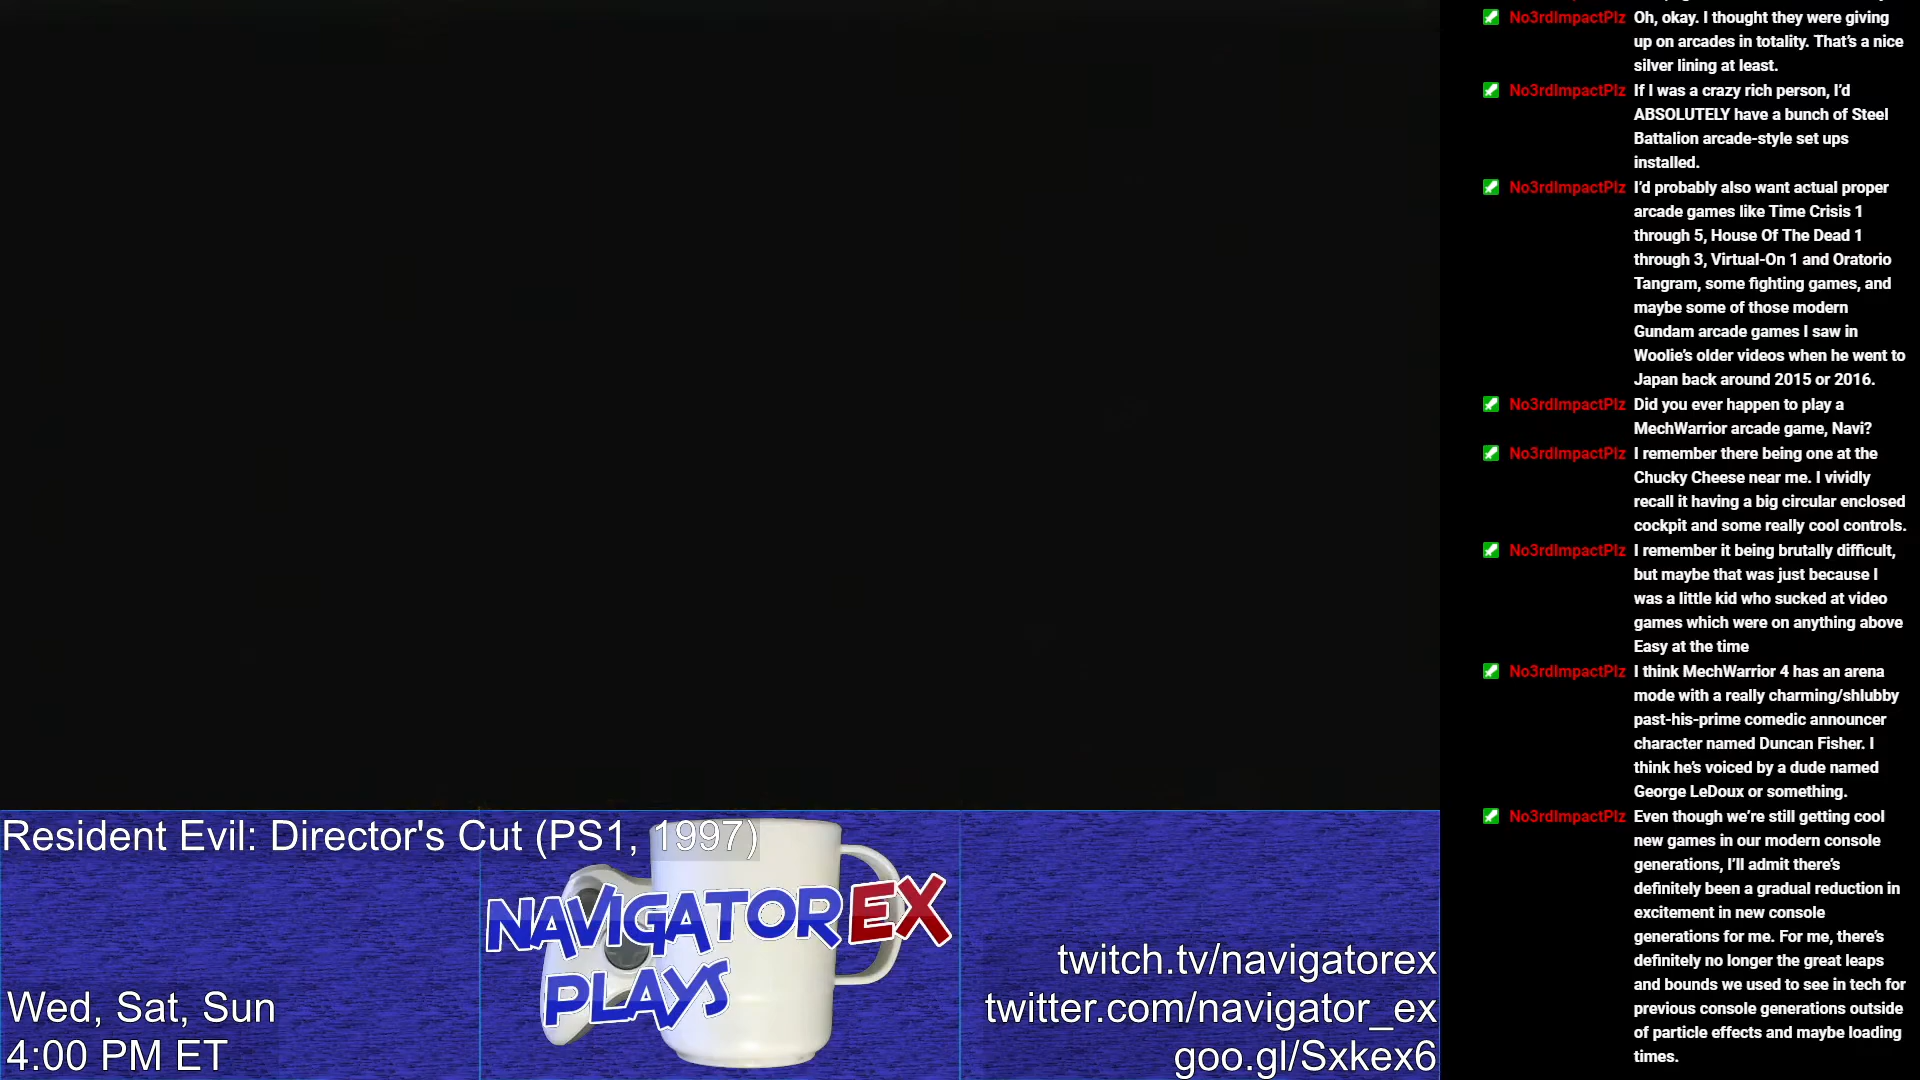 No3rdImpactPlz Oh, okay. I thought they were giving
up on arcades in totality. That's a nice
silver lining at least.
No3rdImpactPlz If I was a crazy rich person, I'd
ABSOLUTELY have a bunch of Steel
Battalion arcade-style set ups
installed.
No3rdImpactPlz I'd probably also want actual proper
arcade games like Time Crisis 1
through 5, House Of The Dead 1
through 3, Virtual-On 1 and Oratorio
Tangram, some fighting games, and
maybe some of those modern
Gundam arcade games I saw in
Woolie's older videos when he went to
Japan back around 2015 or 2016.
No3rdImpactPlz Did you ever happen to play a
MechWarrior arcade game, Navi?
No3rdImpactPlz I remember there being one at the
Chucky Cheese near me. I vividly
recall it having a big circular enclosed
cockpit and some really cool controls.
No3rdImpactPlz I remember it being brutally difficult,
but maybe that was just because I
was a little kid who sucked at video
games which were on anything above
Easy at the time
No3rdImpactPlz I think MechWarrior 4 has an arena
mode with a really charming/shlubby
past-his-prime comedic announcer
character named Duncan Fisher. I
think he's voiced by a dude named
George LeDoux or something.
No3rdImpactPlz Even though we're still getting cool
new games in our modern console
generations, I'll admit there's
definitely been a gradual reduction in
excitement in new console
generations for me. For me, there's
definitely no longer the great leaps
and bounds we used to see in tech for
previous console generations outside
of particle effects and maybe loading
times.
Resident Evil: Director's Cut (PS1, 1997)
NAVIGATOREX
PLAYS
Wed, Sat, Sun
4:00 PM ET
twitch.tv/navigatorex
twitter.com/navigator_ex
goo.gl/Sxkex6